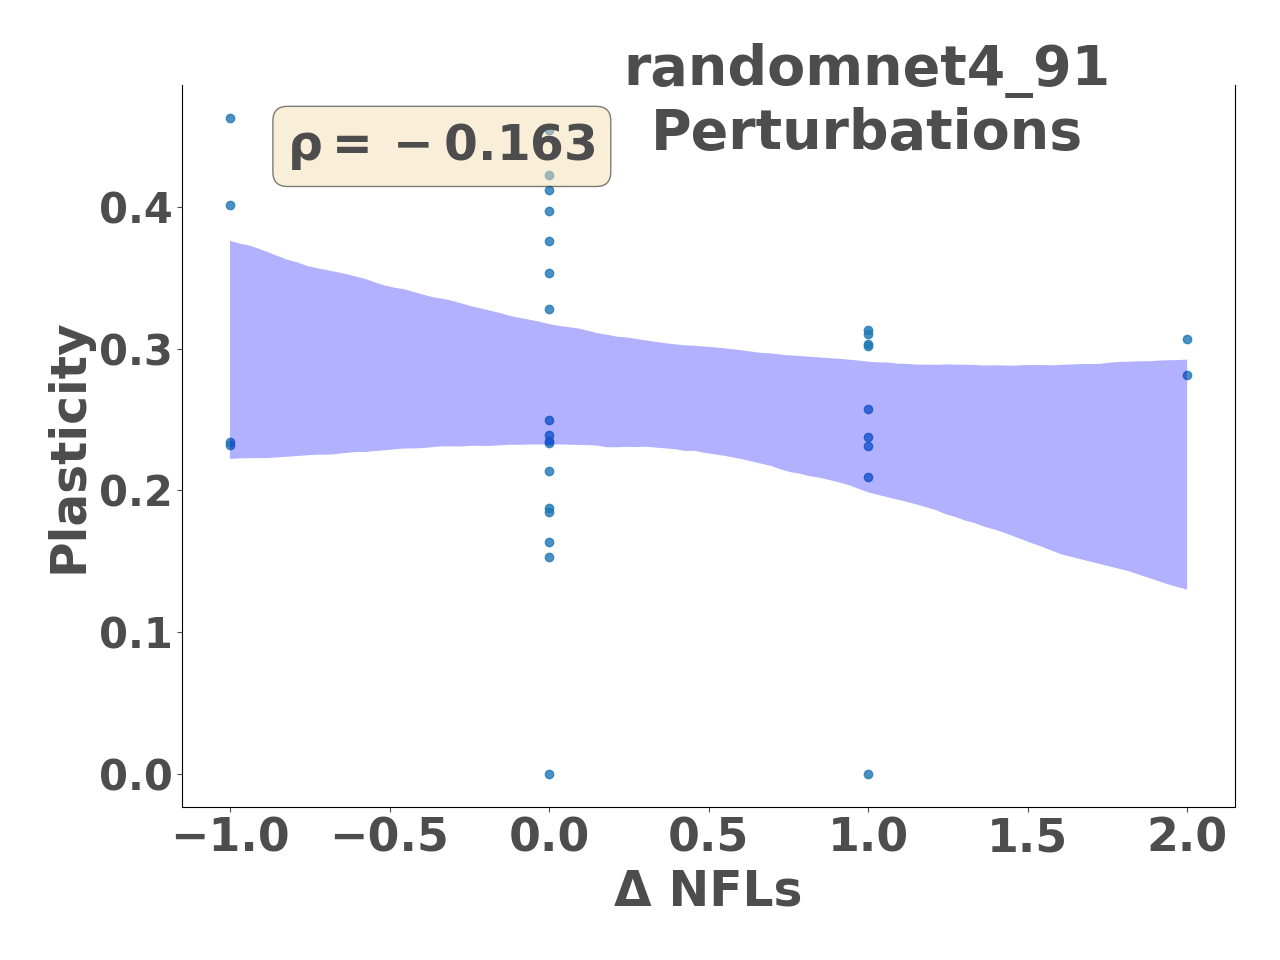 randomnet4_91
Perturbations
ρ = −0.163
Plasticity
0.4
0.3
0.2
0.1
0.0
−1.0 −0.5 0.0 0.5 1.0 1.5 2.0
Δ NFLs